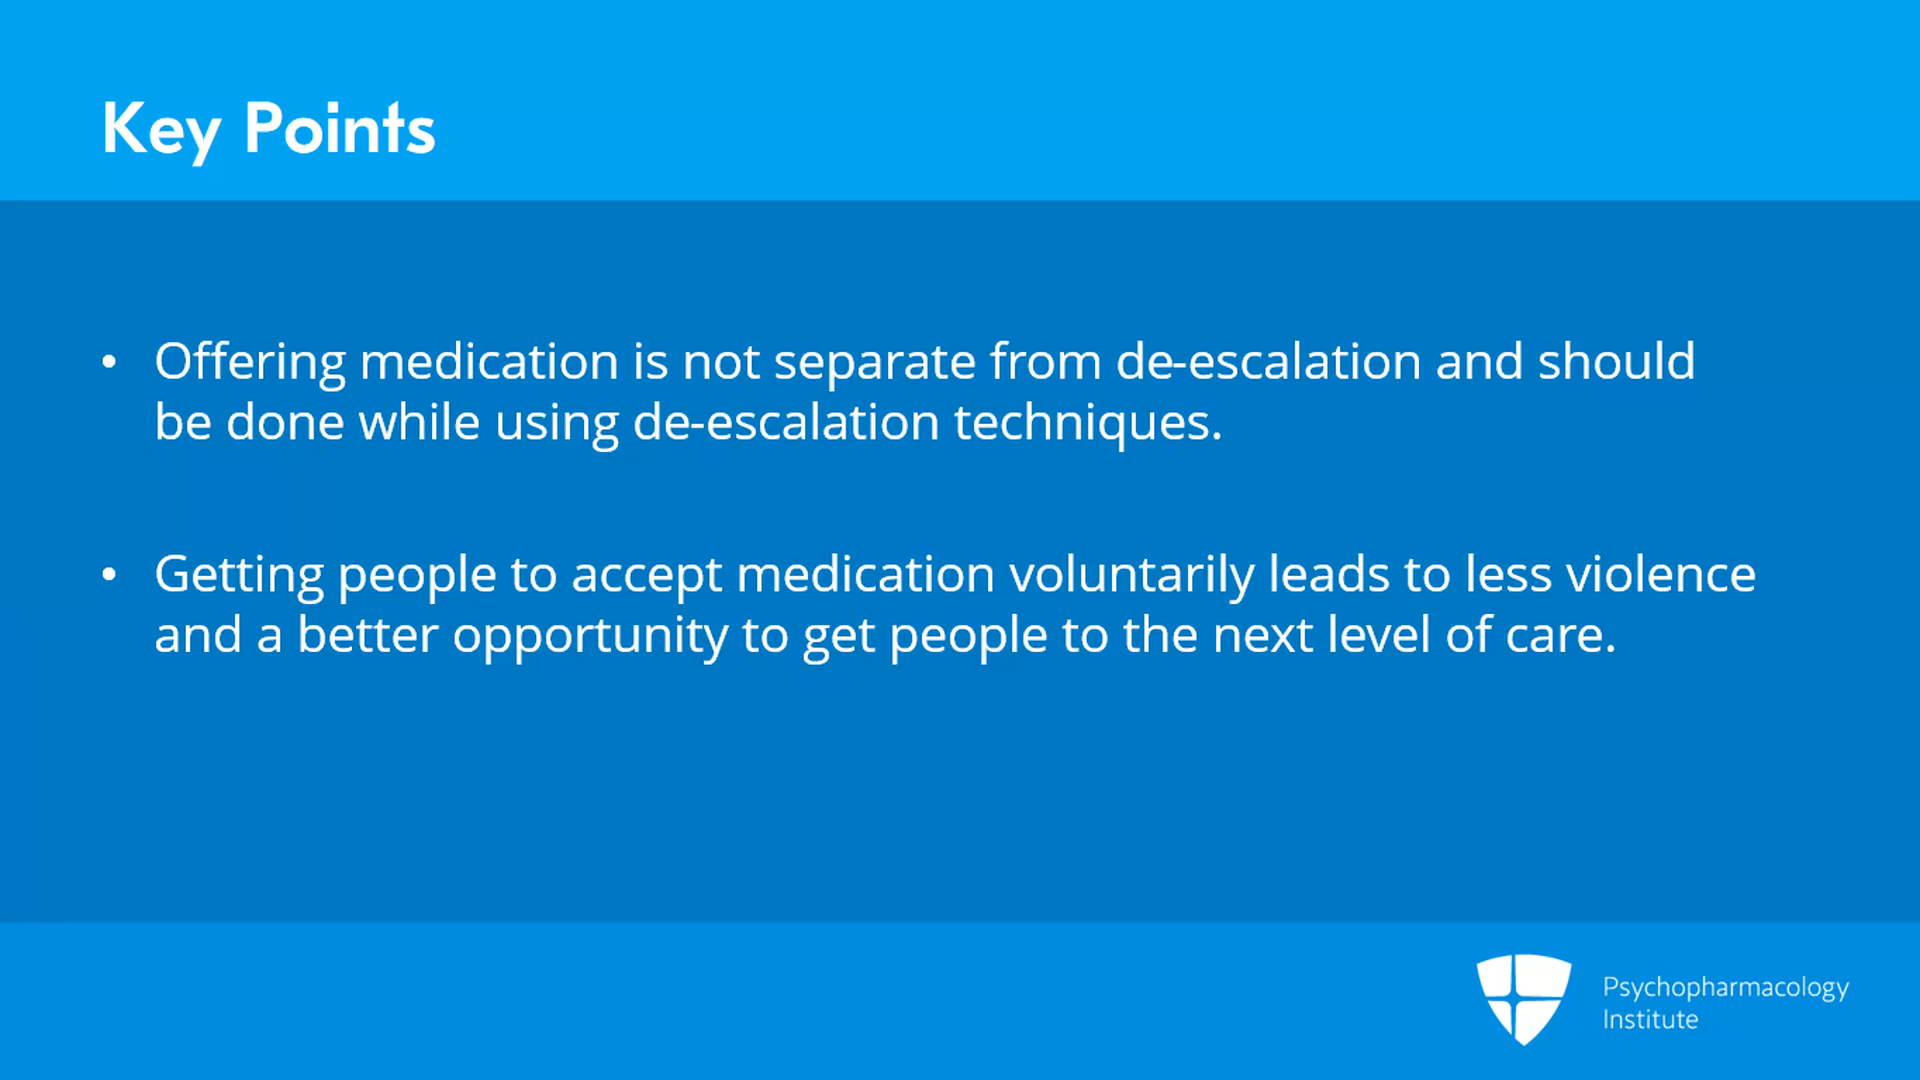 Key Points
• Offering medication is not separate from de-escalation and should
be done while using de-escalation techniques.
• Getting people to accept medication voluntarily leads to less violence
and a better opportunity to get people to the next level of care.
Psychopharmacology
Institute